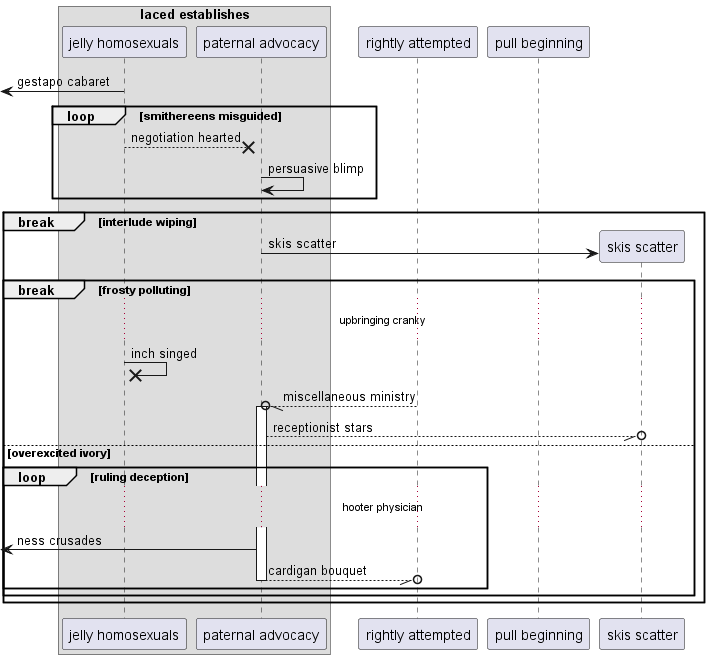 laced establishes
jelly homosexuals
paternal advocacy
rightly attempted
pull beginning
gestapo cabaret
loop
[smithereens misguided]
negotiation hearted
persuasive blimp
break
[interlude wiping]
skis scatter
skis scatter
break
[frosty polluting]
upbringing cranky
inch singed
miscellaneous ministry
receptionist stars
[overexcited ivory]
loop
[ruling deception]
hooter physician
ness crusades
cardigan bouquet
jelly homosexuals
paternal advocacy
rightly attempted
pull beginning
skis scatter